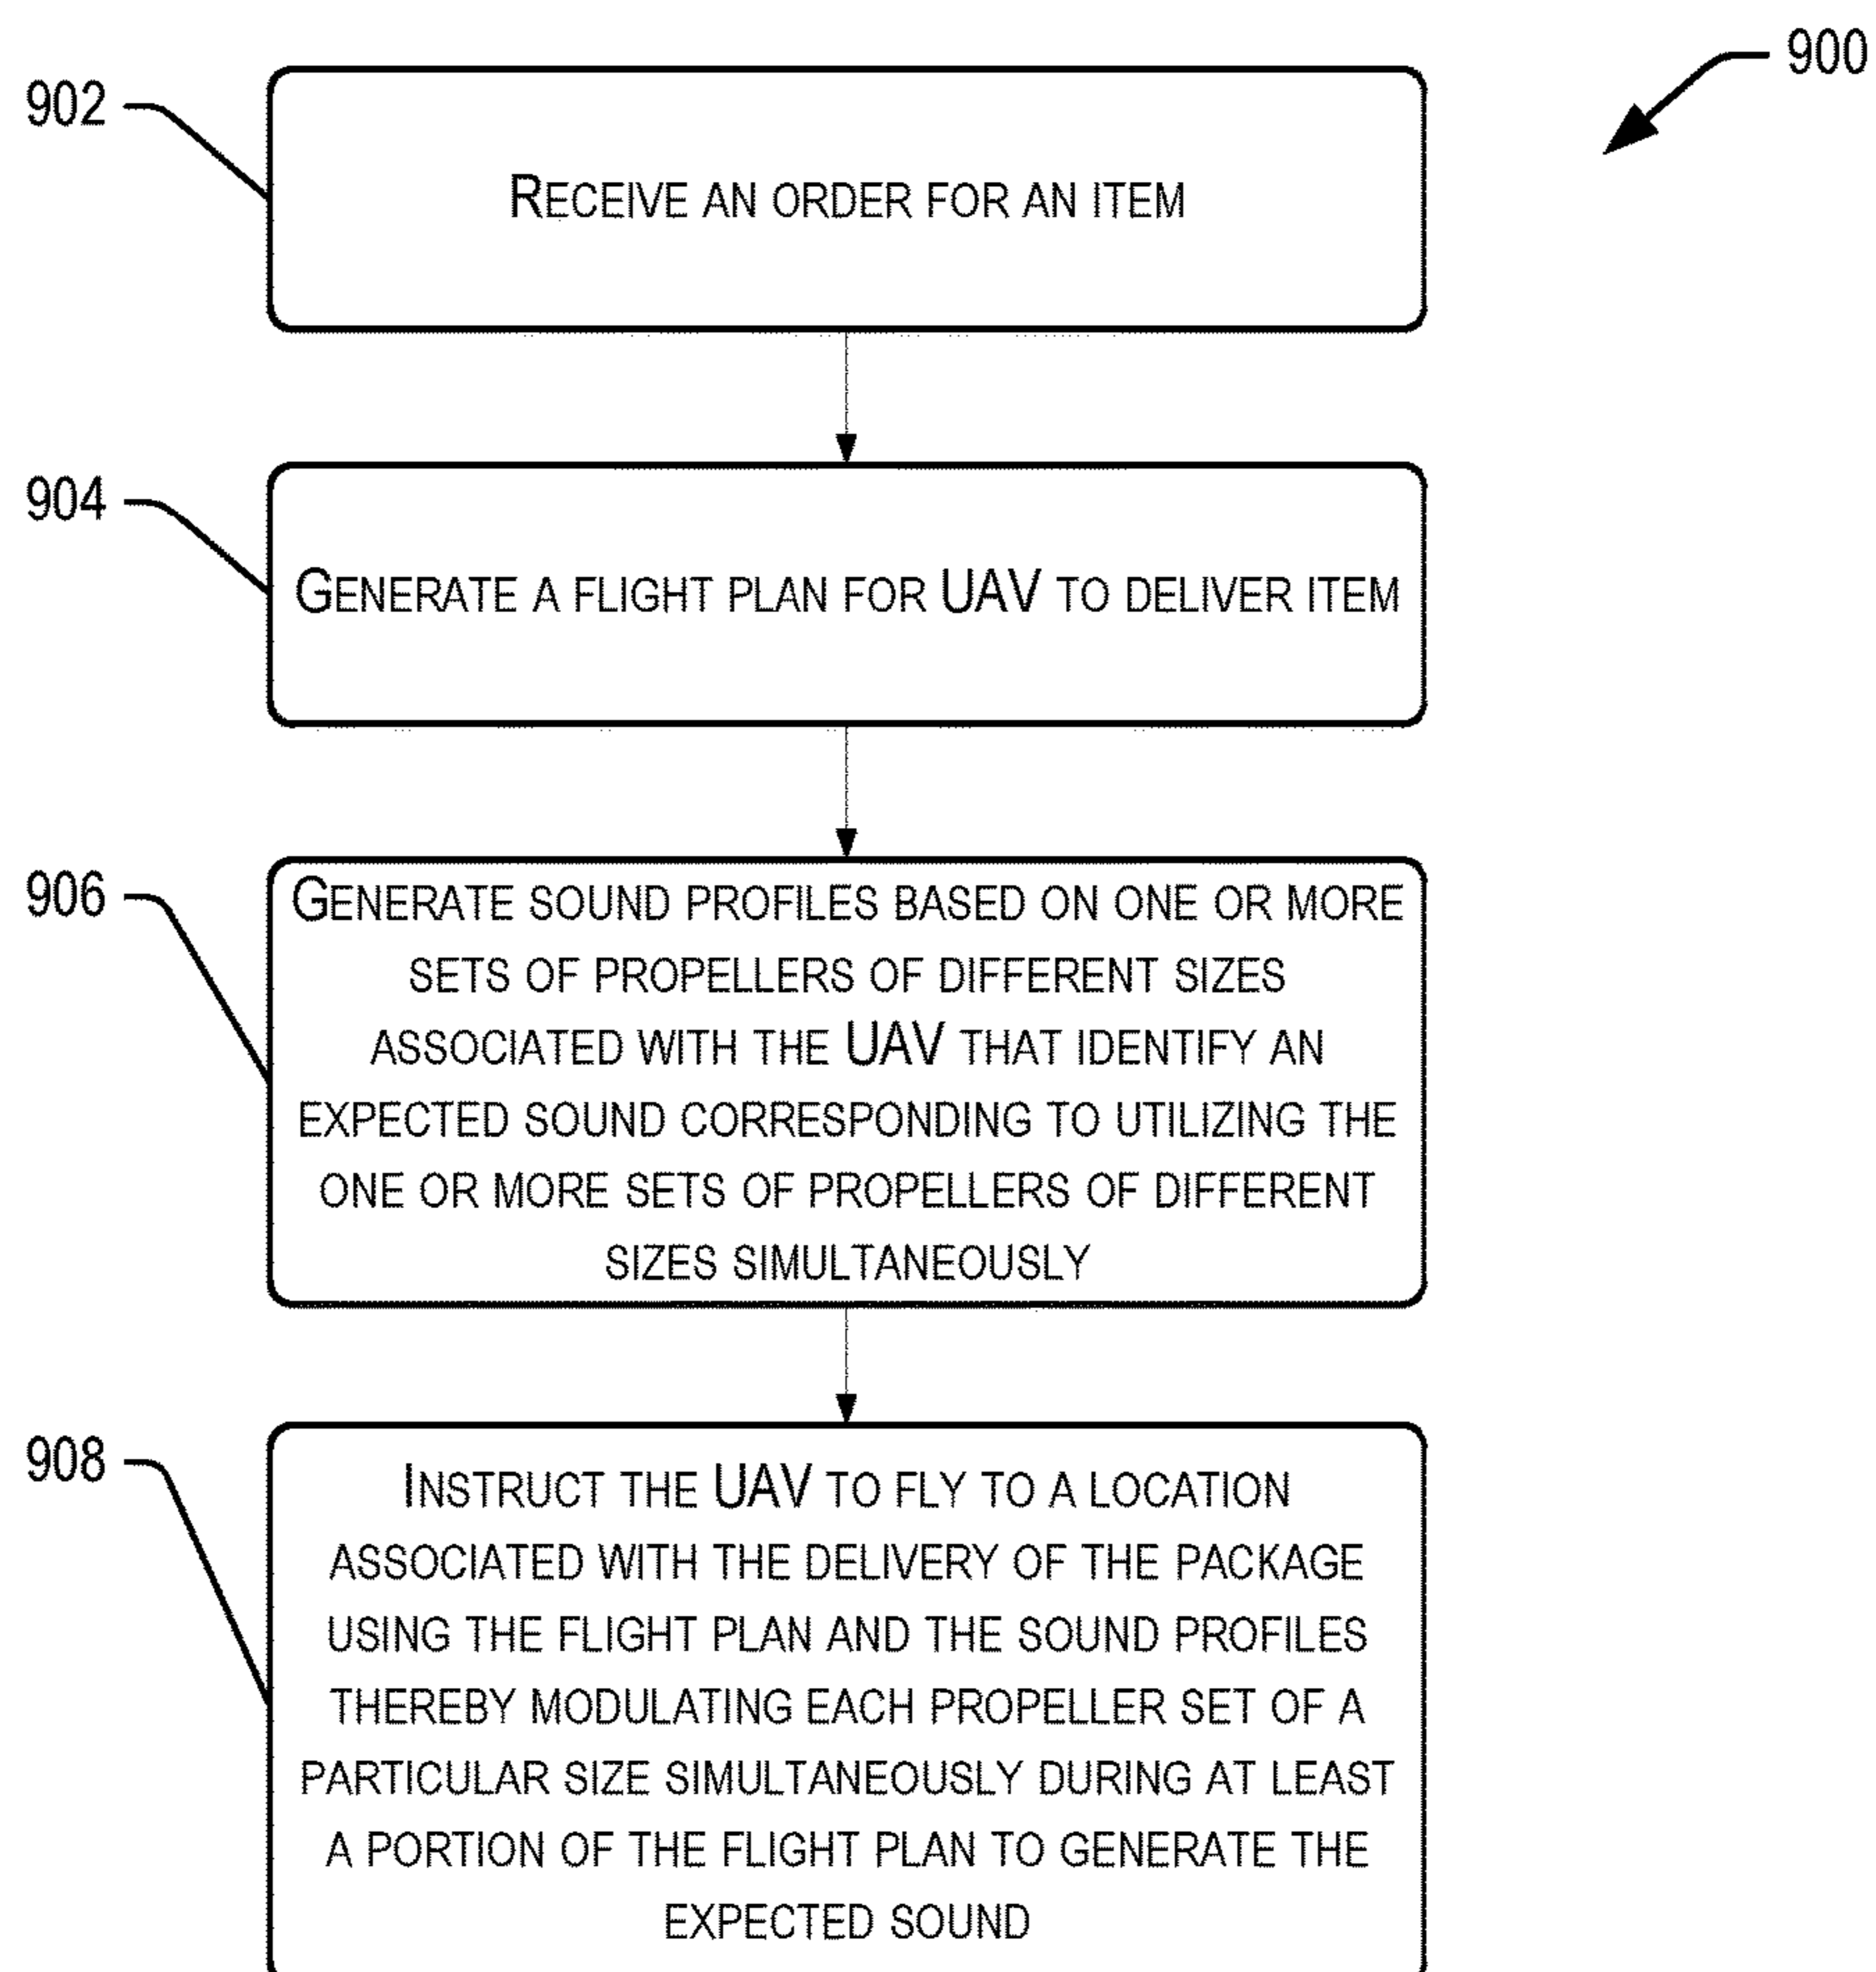 900
902
RECEIVE AN ORDER FOR AN ITEM
904
GENERATE A FLIGHT PLAN FOR UAV TO DELIVER ITEM
906
GENERATE SOUND PROFILES BASED ON ONE OR MORE
SETS OF PROPELLERS OF DIFFERENT SIZES
ASSOCIATED WITH THE UAV THAT IDENTIFY AN
EXPECTED SOUND CORRESPONDING TO UTILIZING THE
ONE OR MORE SETS OF PROPELLERS OF DIFFERENT
SIZES SIMULTANEOUSLY
908
INSTRUCT THE UAV TO FLY TO A LOCATION
ASSOCIATED WITH THE DELIVERY OF THE PACKAGE
USING THE FLIGHT PLAN AND THE SOUND PROFILES
THEREBY MODULATING EACH PROPELLER SET OF A
PARTICULAR SIZE SIMULTANEOUSLY DURING AT LEAST
A PORTION OF THE FLIGHT PLAN TO GENERATE THE
EXPECTED SOUND